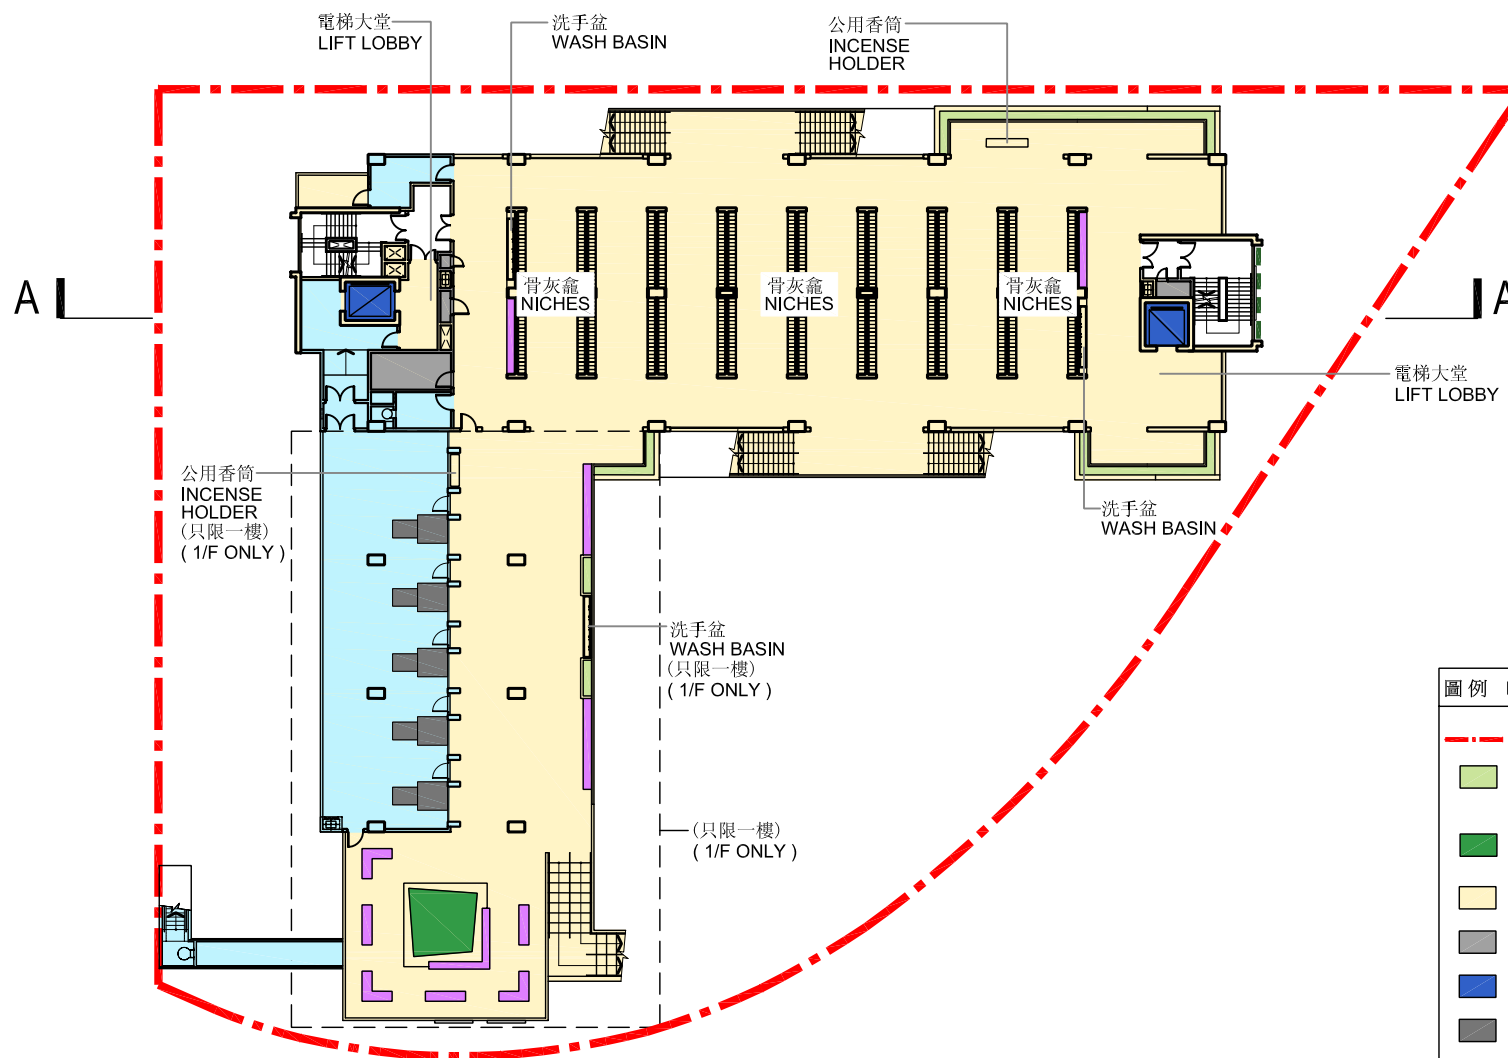 電梯大堂
LIFT LOBBY
洗手盆
WASH BASIN
公用香筒
INCENSE
HOLDER
A
骨灰龕
NICHES
骨灰龕
NICHES
骨灰龕
NICHES
A
電梯大堂
LIFT LOBBY
公用香筒
INCENSE
HOLDER
(只限一樓)
( 1/F ONLY )
洗手盆
WASH BASIN
洗手盆
WASH BASIN
(只限一樓)
( 1/F ONLY )
圖例
(只限一樓)
( 1/F ONLY )